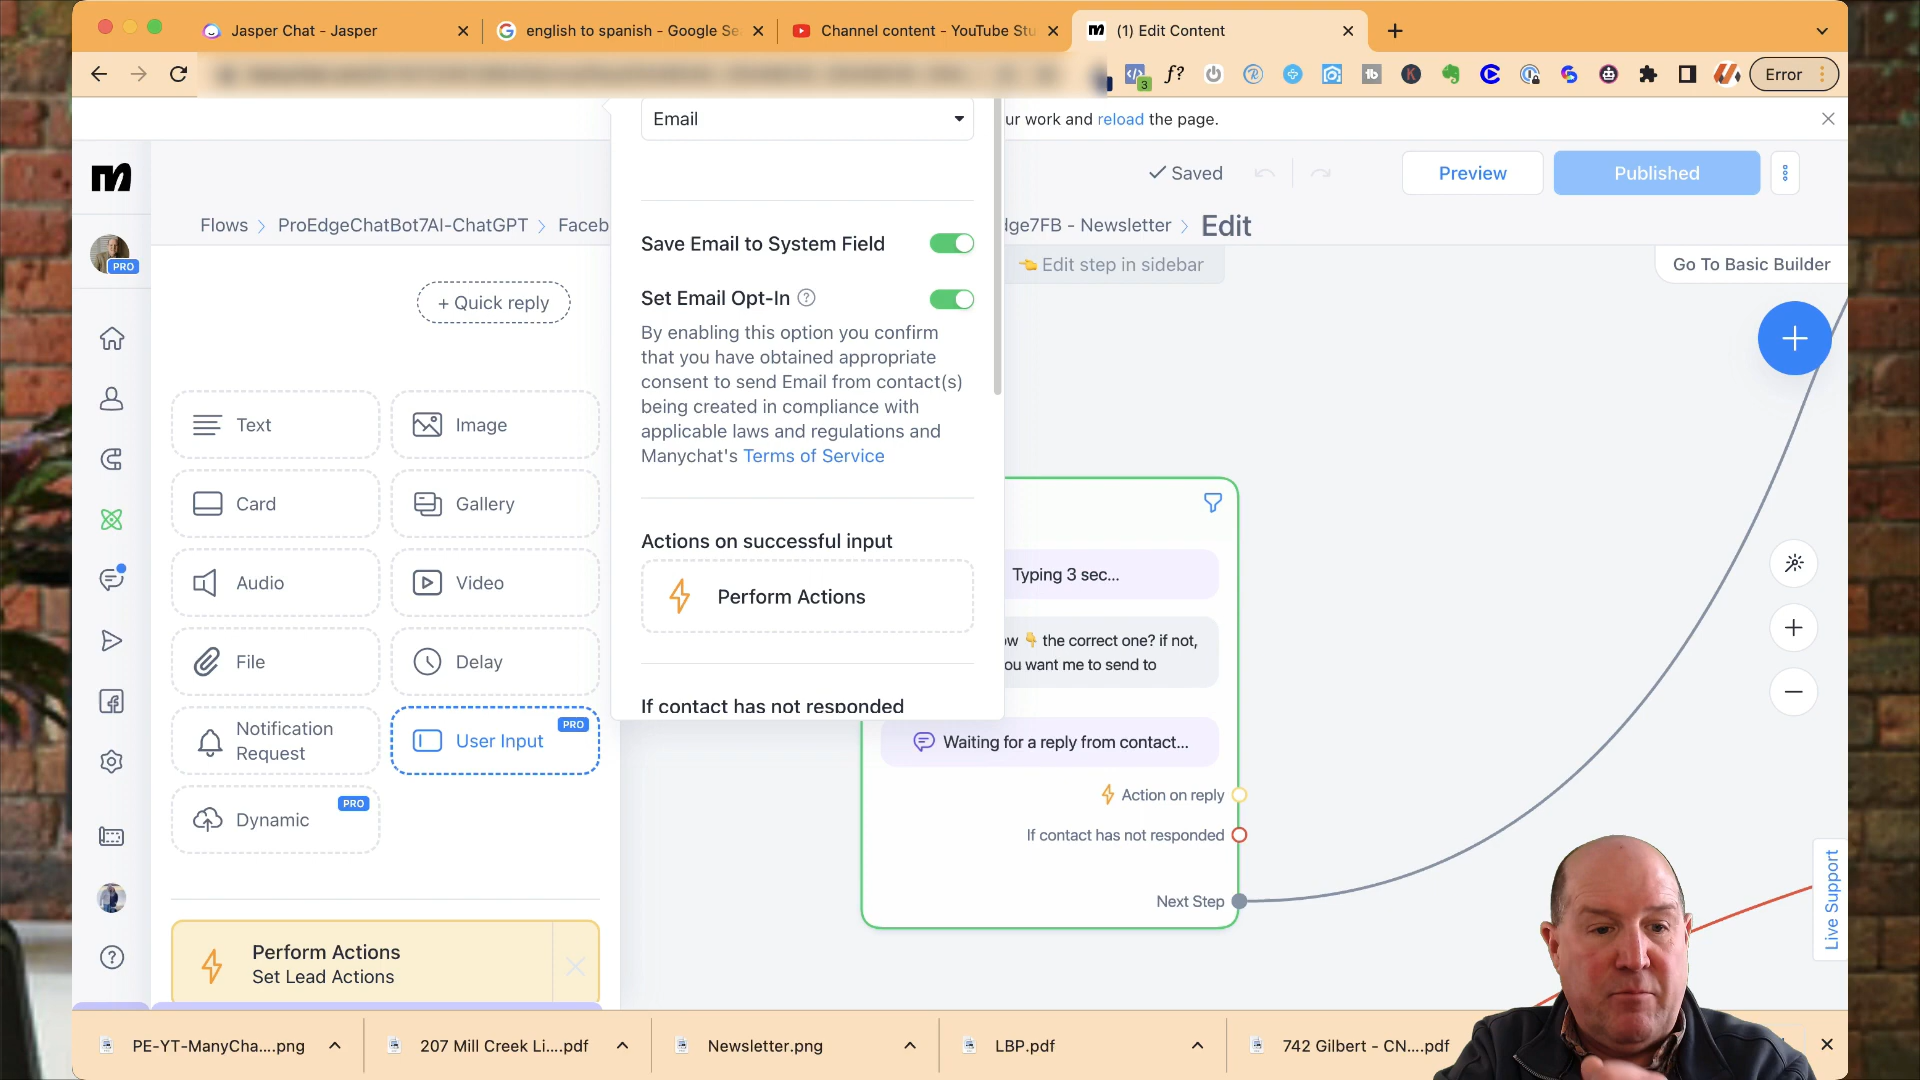 Jasper Chat - Jasper
english to spanish - Google Se
Channel content - YouTube Stu
(1) Edit Content
3
f?
Error
Email
ur work and reload the page.
Saved
Preview
Published
Flows > ProEdgeChatBot7AI-ChatGPT > Faceb
dge7FB - Newsletter > Edit
PRO
Save Email to System Field
👈 Edit step in sidebar
Go To Basic Builder
+ Quick reply
Set Email Opt-In ?
By enabling this option you confirm
that you have obtained appropriate
consent to send Email from contact(s)
being created in compliance with
applicable laws and regulations and
Manychat's Terms of Service
Text
Image
Card
Gallery
Audio
Video
File
Delay
Notification
Request
User Input
PRO
Dynamic
PRO
Actions on successful input
Perform Actions
If contact has not responded
Typing 3 sec...
ow 👇 the correct one? if not,
ou want me to send to
Waiting for a reply from contact...
Action on reply
If contact has not responded
Next Step
Live Support
Perform Actions
Set Lead Actions
PE-YT-ManyCha....png
207 Mill Creek Li....pdf
Newsletter.png
LBP.pdf
742 Gilbert - CN....pdf